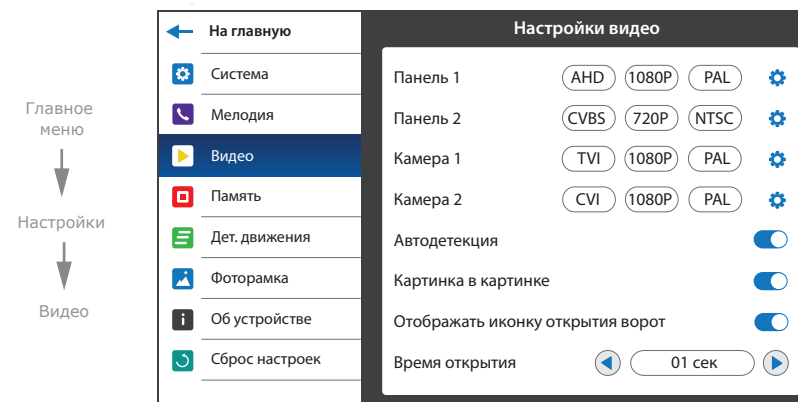 Главное
меню
Настройки
Видео
На главную
Система
Мелодия
Видео
Память
Дет. движения
Фоторамка
Об устройстве
Сброс настроек
Настройки видео
Панель 1 AHD 1080P PAL
Панель 2 CVBS 720P NTSC
Камера 1 TVI 1080P PAL
Камера 2 CVI 1080P PAL
Автодетекция
Картинка в картинке
Отображать иконку открытия ворот
Время открытия 01 сек